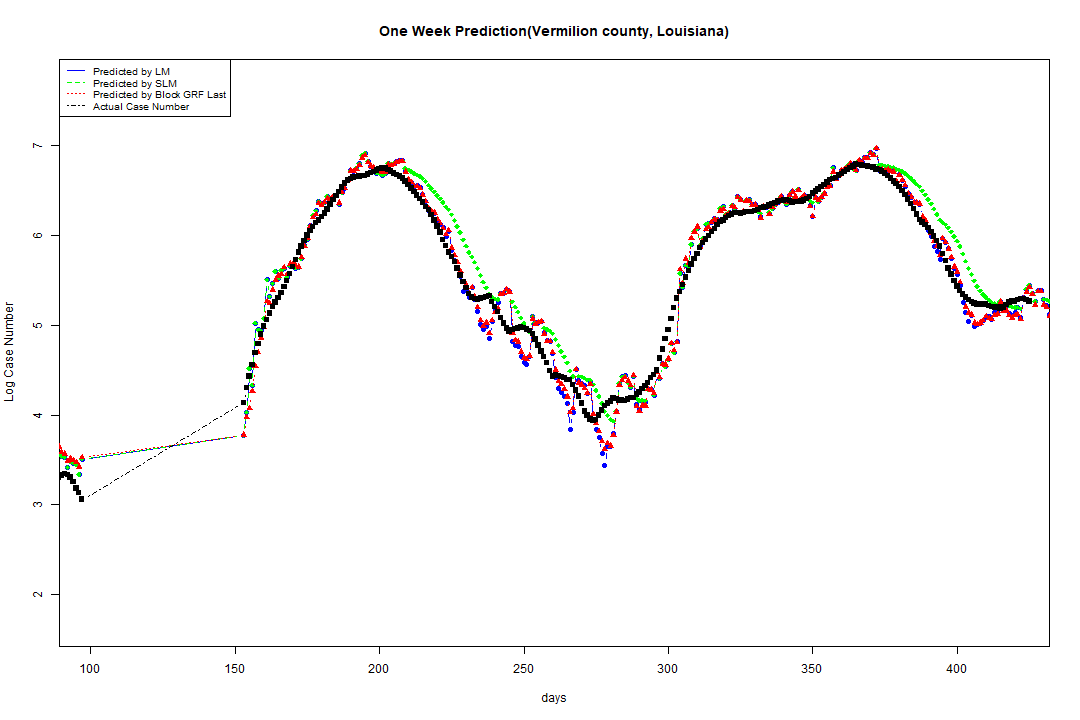 One Week Prediction(Vermilion county, Louisiana)
Predicted by LM
Predicted by SLM
Predicted by Block GRF Last
Actual Case Number
7
6
5
4
3
2
Log Case Number
100 150 200 250 300 350 400
days